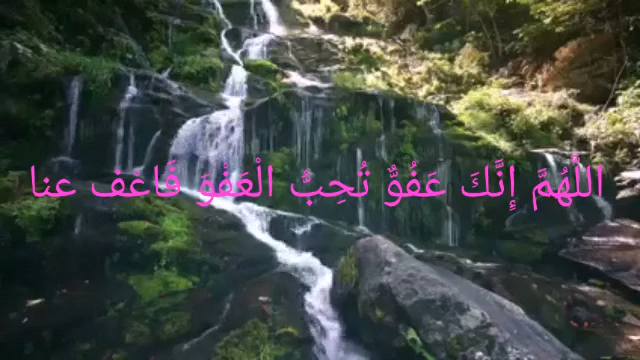 اللَّهُمَّ إِنَّكَ عَفُوٌّ تُحِبُّ الْعَفْوَ فَاعْف عنا